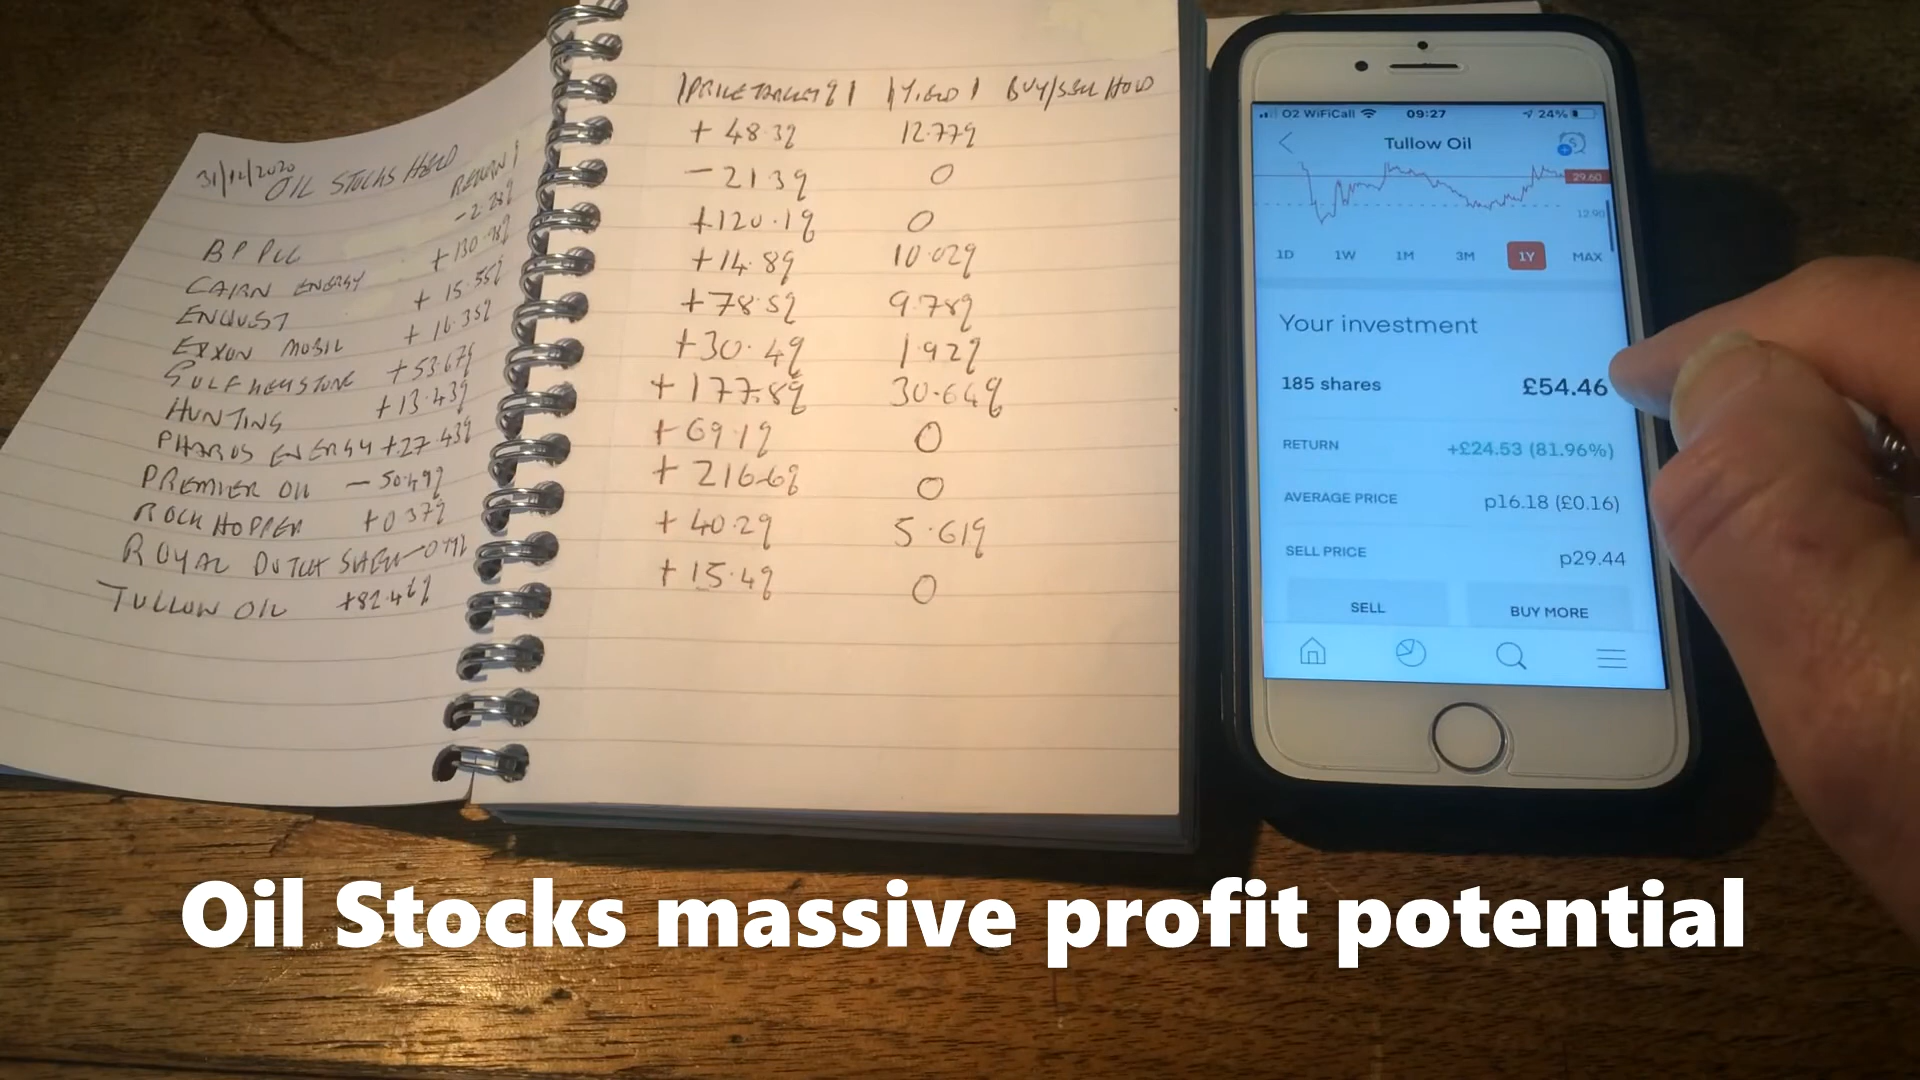 31/12/2020 OIL STOCKS HELD
RETURN %
BP PLC -2.28%
CAIRN ENERGY +130.98%
ENQUEST + 15.55%
EXXON MOBIL + 16.35%
GULF KEYSTONE +53.67%
HUNTING +13.43%
PHAROS ENERGY +27.43%
PREMIER OIL - 50.49%
ROCKHOPPER +0.37%
ROYAL DUTCH SHELL
TULLOW OIL +82.46%
|PRICE TARGET %| |YIELD| BUY/SELL HOLD
+ 48.3% 12.77%
- 21.3% 0
+120.1% 0
+14.8% 10.02%
+78.5% 9.78%
+30.4% 1.92%
+ 177.8% 30.64%
+ 69.1% 0
+ 216.6% 0
+ 40.2% 5.61%
+ 15.4% 0
O2 WiFiCall 09:27 24%
Tullow Oil
29.60
12.90
1D 1W 1M 3M 1Y MAX
Your investment
185 shares £54.46
RETURN +£24.53 (81.96%)
AVERAGE PRICE p16.18 (£0.16)
SELL PRICE p29.44
SELL BUY MORE
Oil Stocks massive profit potential